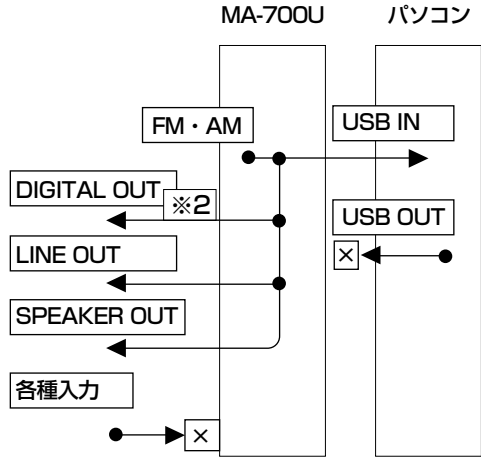 MA-700U パソコン
FM・AM
USB IN
DIGITAL OUT
※2
USB OUT
LINE OUT
×
SPEAKER OUT
各種入力
×